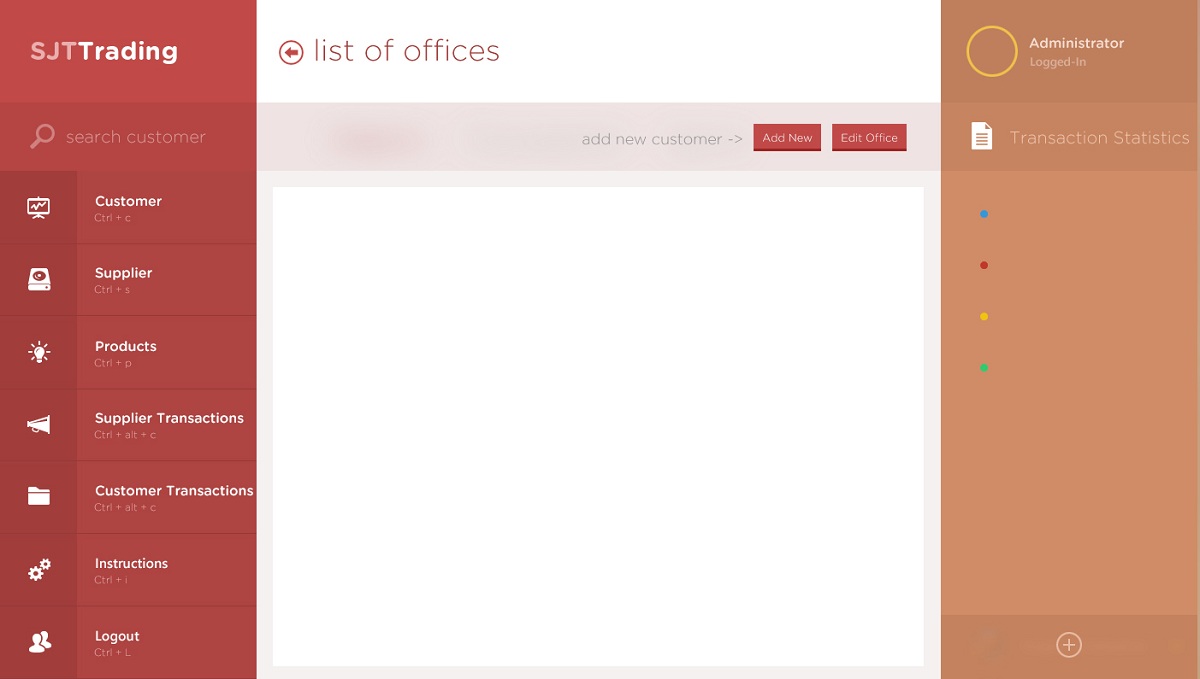 SJTTrading
list of offices
Administrator
Logged-In
search customer
add new customer ->
Add New
Edit Office
Transaction Statistics
Customer
Ctrl + c
Supplier
Ctrl + s
Products
Ctrl + p
Supplier Transactions
Ctrl + alt + c
Customer Transactions
Ctrl + alt + c
Instructions
Ctrl + i
Logout
Ctrl + L